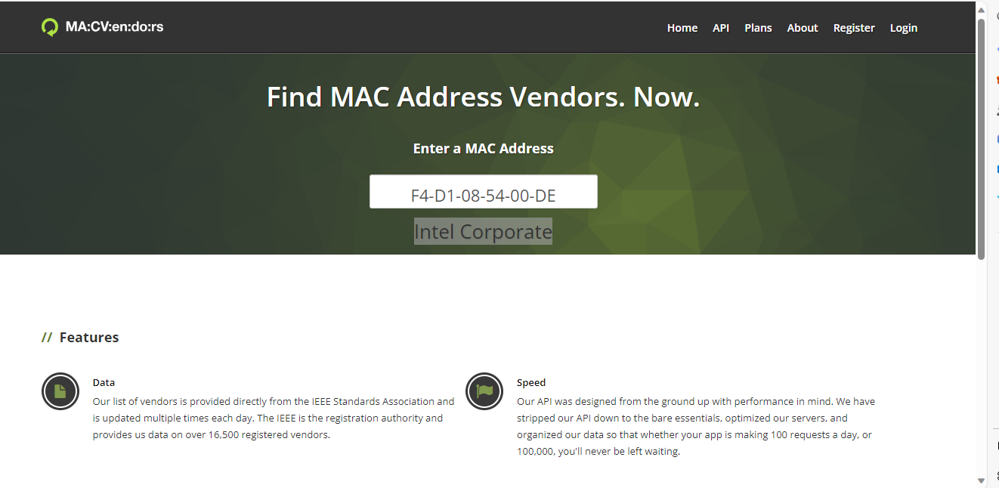 MA:CV:en:do:rs
Home API Plans About Register Login
Find MAC Address Vendors. Now.
Enter a MAC Address
F4-D1-08-54-00-DE
Intel Corporate
// Features
Data
Our list of vendors is provided directly from the IEEE Standards Association and
is updated multiple times each day. The IEEE is the registration authority and
provides us data on over 16,500 registered vendors.
Speed
Our API was designed from the ground up with performance in mind. We have
stripped our API down to the bare essentials, optimized our servers, and
organized our data so that whether your app is making 100 requests a day, or
100,000, you'll never be left waiting.